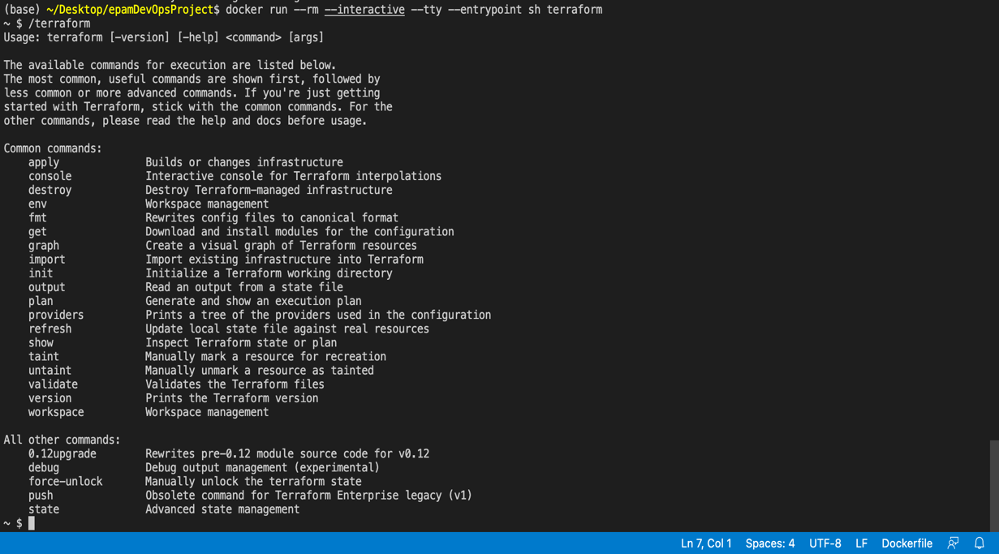 (base) ~/Desktop/epamDevOpsProject$ docker run --rm --interactive --tty --entrypoint sh terraform
~ $ /terraform
Usage: terraform [-version] [-help] <command> [args]

The available commands for execution are listed below.
The most common, useful commands are shown first, followed by
less common or more advanced commands. If you're just getting
started with Terraform, stick with the common commands. For the
other commands, please read the help and docs before usage.

Common commands:
    apply              Builds or changes infrastructure
    console            Interactive console for Terraform interpolations
    destroy            Destroy Terraform-managed infrastructure
    env                Workspace management
    fmt                Rewrites config files to canonical format
    get                Download and install modules for the configuration
    graph              Create a visual graph of Terraform resources
    import             Import existing infrastructure into Terraform
    init               Initialize a Terraform working directory
    output             Read an output from a state file
    plan               Generate and show an execution plan
    providers          Prints a tree of the providers used in the configuration
    refresh            Update local state file against real resources
    show               Inspect Terraform state or plan
    taint              Manually mark a resource for recreation
    untaint            Manually unmark a resource as tainted
    validate           Validates the Terraform files
    version            Prints the Terraform version
    workspace          Workspace management

All other commands:
    0.12upgrade        Rewrites pre-0.12 module source code for v0.12
    debug              Debug output management (experimental)
    force-unlock       Manually unlock the terraform state
    push               Obsolete command for Terraform Enterprise legacy (v1)
    state              Advanced state management
~ $
Ln 7, Col 1 Spaces: 4 UTF-8 LF Dockerfile